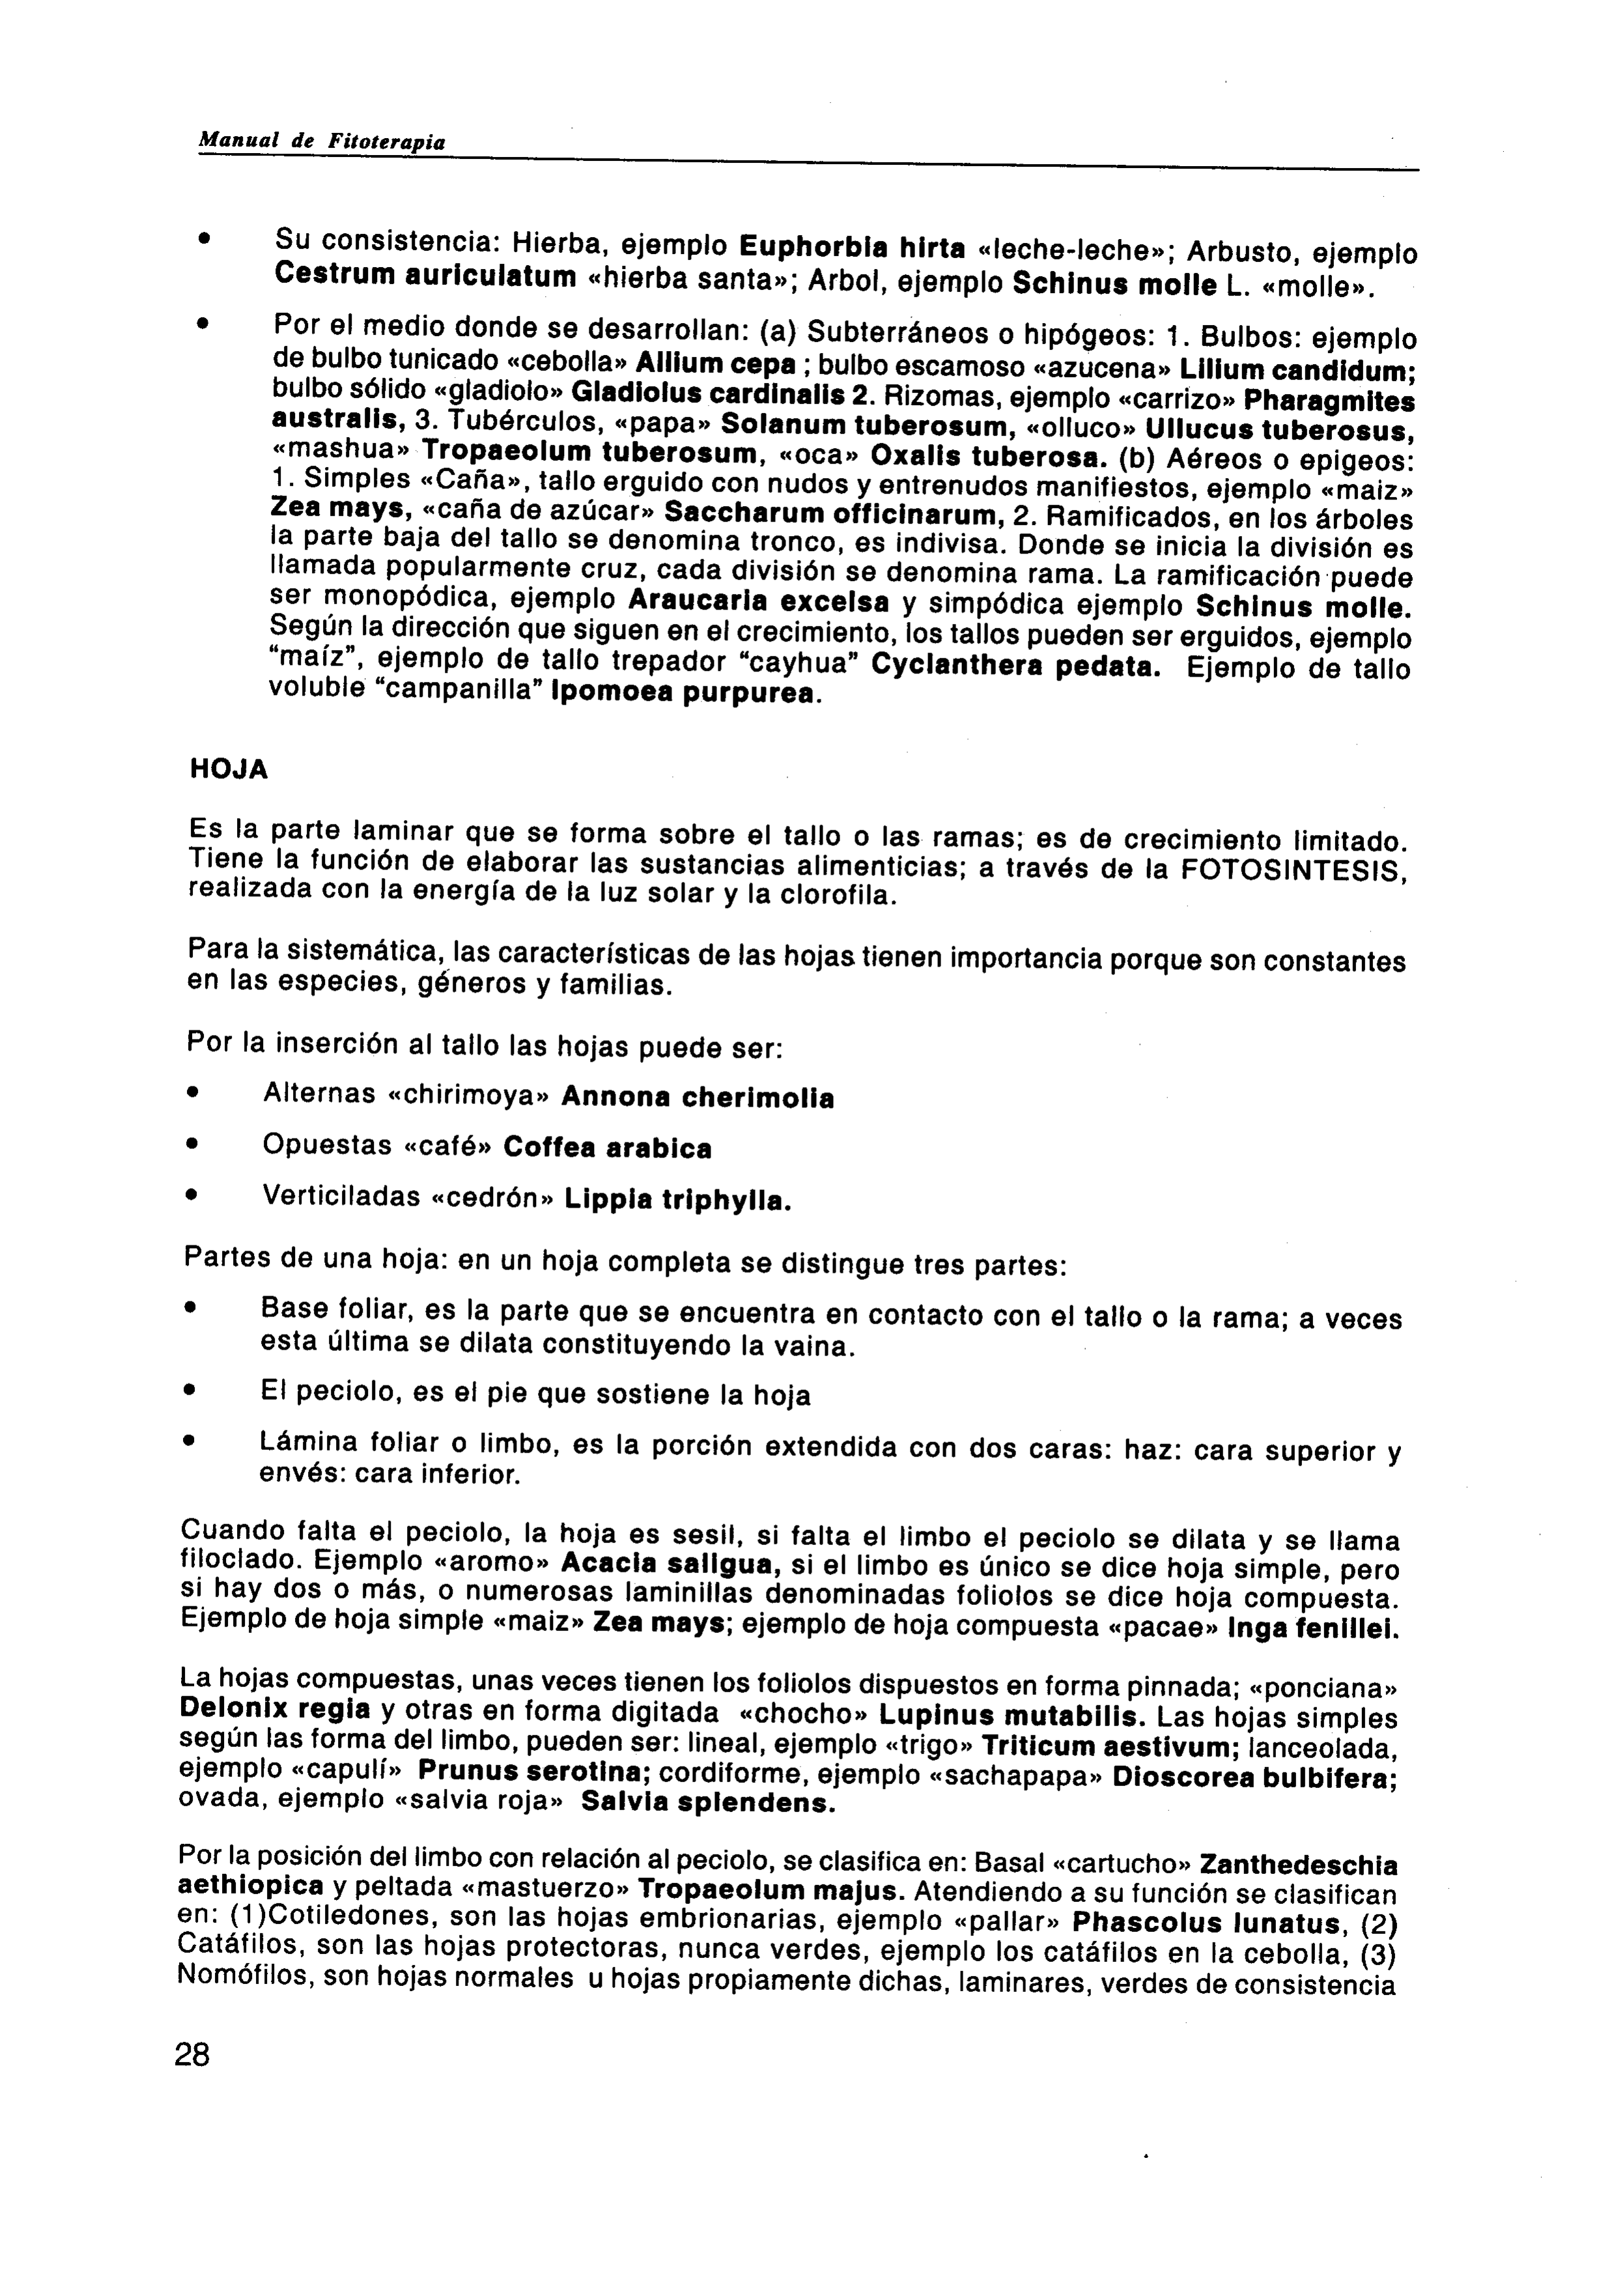 Manual de Fitoterapia
• Su consistencia: Hierba, ejemplo Euphorbia hirta «leche-leche»; Arbusto, ejemplo
Cestrum auriculatum «hierba santa»; Arbol, ejemplo Schinus molle L. «molle».
• Por el medio donde se desarrollan: (a) Subterráneos o hipógeos: 1. Bulbos: ejemplo
de bulbo tunicado «cebolla» Allium cepa ; bulbo escamoso «azucena» Lilium candidum;
bulbo sólido «gladiolo» Gladiolus cardinalis 2. Rizomas, ejemplo «carrizo» Pharagmites
australis, 3. Tubérculos, «papa» Solanum tuberosum, «olluco» Ullucus tuberosus,
«mashua» Tropaeolum tuberosum, «oca» Oxalis tuberosa. (b) Aéreos o epigeos:
1. Simples «Caña», tallo erguido con nudos y entrenudos manifiestos, ejemplo «maiz»
Zea mays, «caña de azúcar» Saccharum officinarum, 2. Ramificados, en los árboles
la parte baja del tallo se denomina tronco, es indivisa. Donde se inicia la división es
llamada popularmente cruz, cada división se denomina rama. La ramificación puede
ser monopódica, ejemplo Araucaria excelsa y simpódica ejemplo Schinus molle.
Según la dirección que siguen en el crecimiento, los tallos pueden ser erguidos, ejemplo
"maíz", ejemplo de tallo trepador "cayhua" Cyclanthera pedata. Ejemplo de tallo
voluble "campanilla" Ipomoea purpurea.
HOJA
Es la parte laminar que se forma sobre el tallo o las ramas; es de crecimiento limitado.
Tiene la función de elaborar las sustancias alimenticias; a través de la FOTOSINTESIS,
realizada con la energía de la luz solar y la clorofila.
Para la sistemática, las características de las hojas tienen importancia porque son constantes
en las especies, géneros y familias.
Por la inserción al tallo las hojas puede ser:
• Alternas «chirimoya» Annona cherimolia
• Opuestas «café» Coffea arabica
• Verticiladas «cedrón» Lippia triphylla.
Partes de una hoja: en un hoja completa se distingue tres partes:
• Base foliar, es la parte que se encuentra en contacto con el tallo o la rama; a veces
esta última se dilata constituyendo la vaina.
• El peciolo, es el pie que sostiene la hoja
• Lámina foliar o limbo, es la porción extendida con dos caras: haz: cara superior y
envés: cara inferior.
Cuando falta el peciolo, la hoja es sesil, si falta el limbo el peciolo se dilata y se llama
filoclado. Ejemplo «aromo» Acacia saligua, si el limbo es único se dice hoja simple, pero
si hay dos o más, o numerosas laminillas denominadas foliolos se dice hoja compuesta.
Ejemplo de hoja simple «maiz» Zea mays; ejemplo de hoja compuesta «pacae» Inga fenillei.
La hojas compuestas, unas veces tienen los foliolos dispuestos en forma pinnada; «ponciana»
Delonix regia y otras en forma digitada «chocho» Lupinus mutabilis. Las hojas simples
según las forma del limbo, pueden ser: lineal, ejemplo «trigo» Triticum aestivum; lanceolada,
ejemplo «capulí» Prunus serotina; cordiforme, ejemplo «sachapapa» Dioscorea bulbifera;
ovada, ejemplo «salvia roja» Salvia splendens.
Por la posición del limbo con relación al peciolo, se clasifica en: Basal «cartucho» Zanthedeschia
aethiopica y peltada «mastuerzo» Tropaeolum majus. Atendiendo a su función se clasifican
en: (1)Cotiledones, son las hojas embrionarias, ejemplo «pallar» Phascolus lunatus, (2)
Catáfilos, son las hojas protectoras, nunca verdes, ejemplo los catáfilos en la cebolla, (3)
Nomófilos, son hojas normales u hojas propiamente dichas, laminares, verdes de consistencia
28